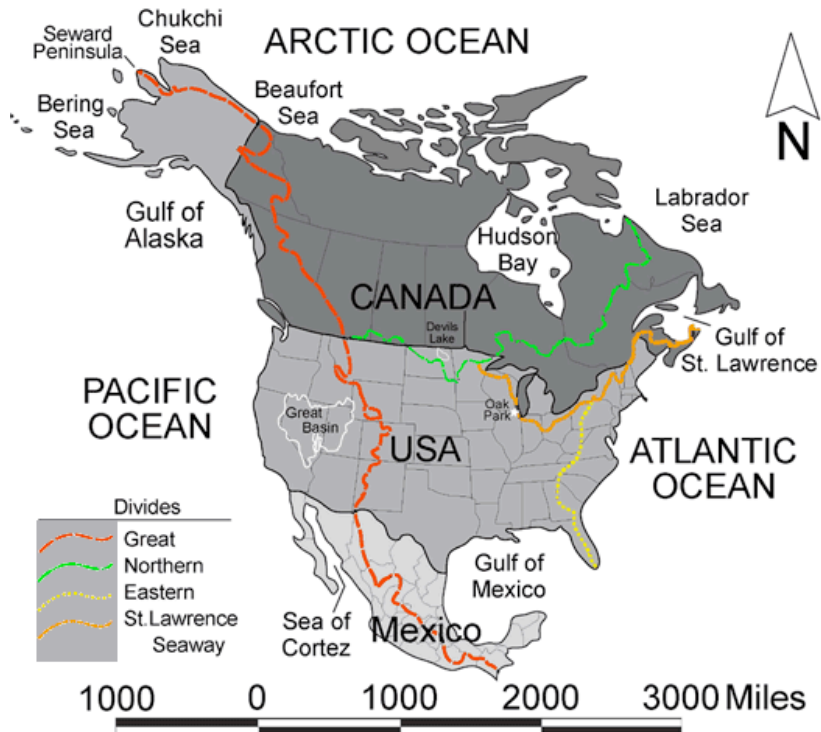 Chukchi
Sea
Seward
Peninsula
ARCTIC OCEAN
Beaufort
Sea
Bering
Sea
N
Gulf of
Alaska
Labrador
Sea
Hudson
Bay
CANADA
Devils
Lake
Gulf of
St. Lawrence
PACIFIC
OCEAN
Great
Basin
Oak
Park
USA
ATLANTIC
OCEAN
Divides
Great
Northern
Eastern
St.Lawrence
Seaway
Gulf of
Mexico
Sea of
Cortez
Mexico
1000 0 1000 2000 3000 Miles